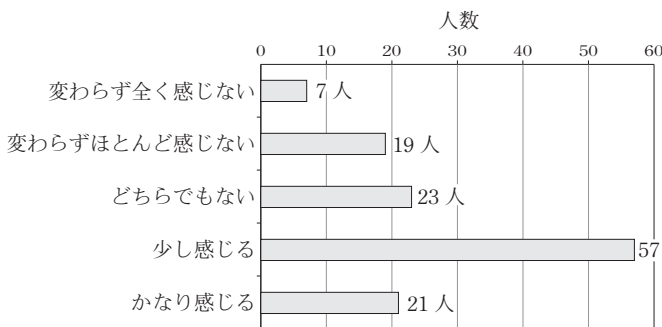 人数
0 10 20 30 40 50 60
変わらず全く感じない 7人
変わらずほとんど感じない 19人
どちらでもない 23人
少し感じる 57
かなり感じる 21人